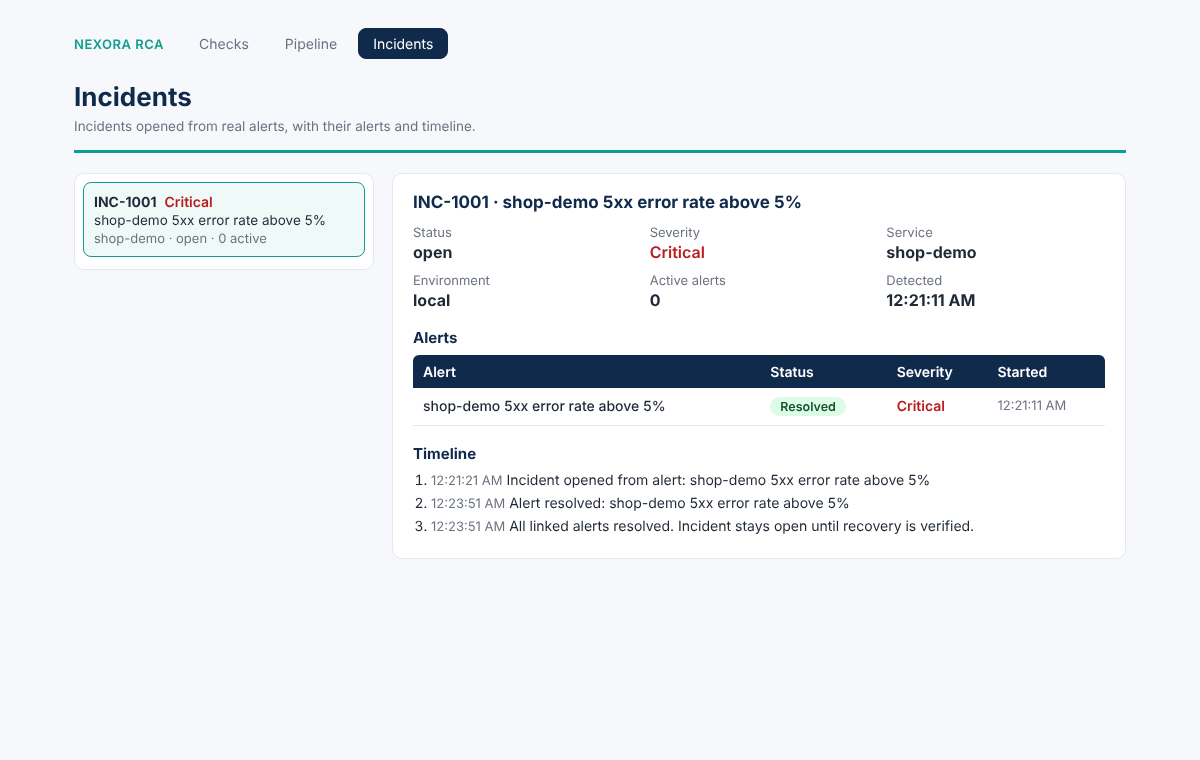 NEXORA RCA Checks Pipeline Incidents
Incidents
Incidents opened from real alerts, with their alerts and timeline.
INC-1001 Critical
shop-demo 5xx error rate above 5%
shop-demo · open · 0 active
INC-1001 · shop-demo 5xx error rate above 5%
Status Severity Service
open Critical shop-demo
Environment Active alerts Detected
local 0 12:21:11 AM
Alerts
Alert Status Severity Started
shop-demo 5xx error rate above 5% Resolved Critical 12:21:11 AM
Timeline
1. 12:21:21 AM Incident opened from alert: shop-demo 5xx error rate above 5%
2. 12:23:51 AM Alert resolved: shop-demo 5xx error rate above 5%
3. 12:23:51 AM All linked alerts resolved. Incident stays open until recovery is verified.